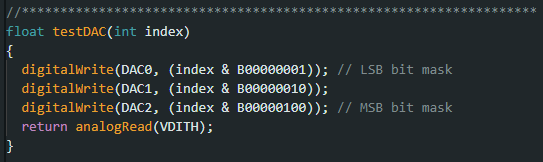 //*******************************************************************
float testDAC(int index)
{
  digitalWrite(DAC0, (index & B00000001)); // LSB bit mask
  digitalWrite(DAC1, (index & B00000010));
  digitalWrite(DAC2, (index & B00000100)); // MSB bit mask
  return analogRead(VDITH);
}